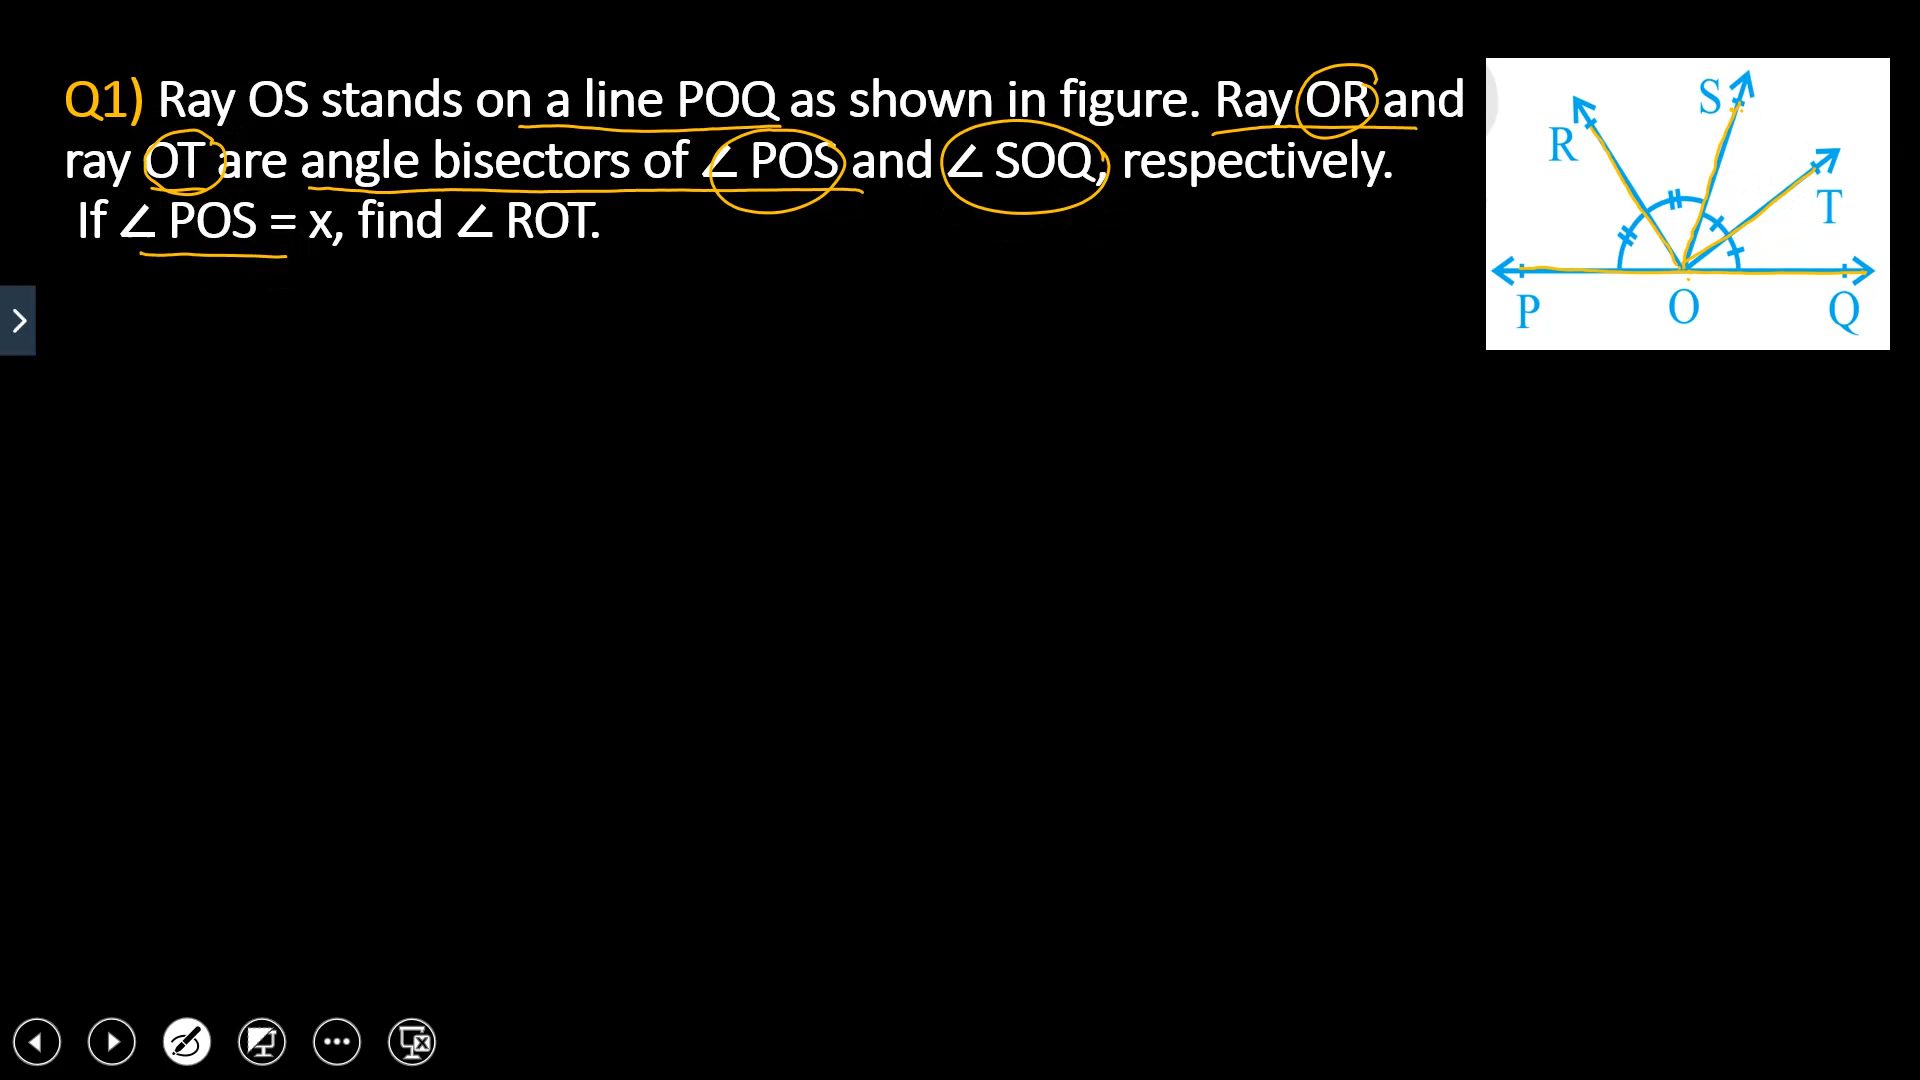 Q1) Ray OS stands on a line POQ as shown in figure. Ray OR and
ray OT are angle bisectors of ∠ POS and ∠ SOQ, respectively.
If ∠ POS = x, find ∠ ROT.
S
R
T
P
O
Q